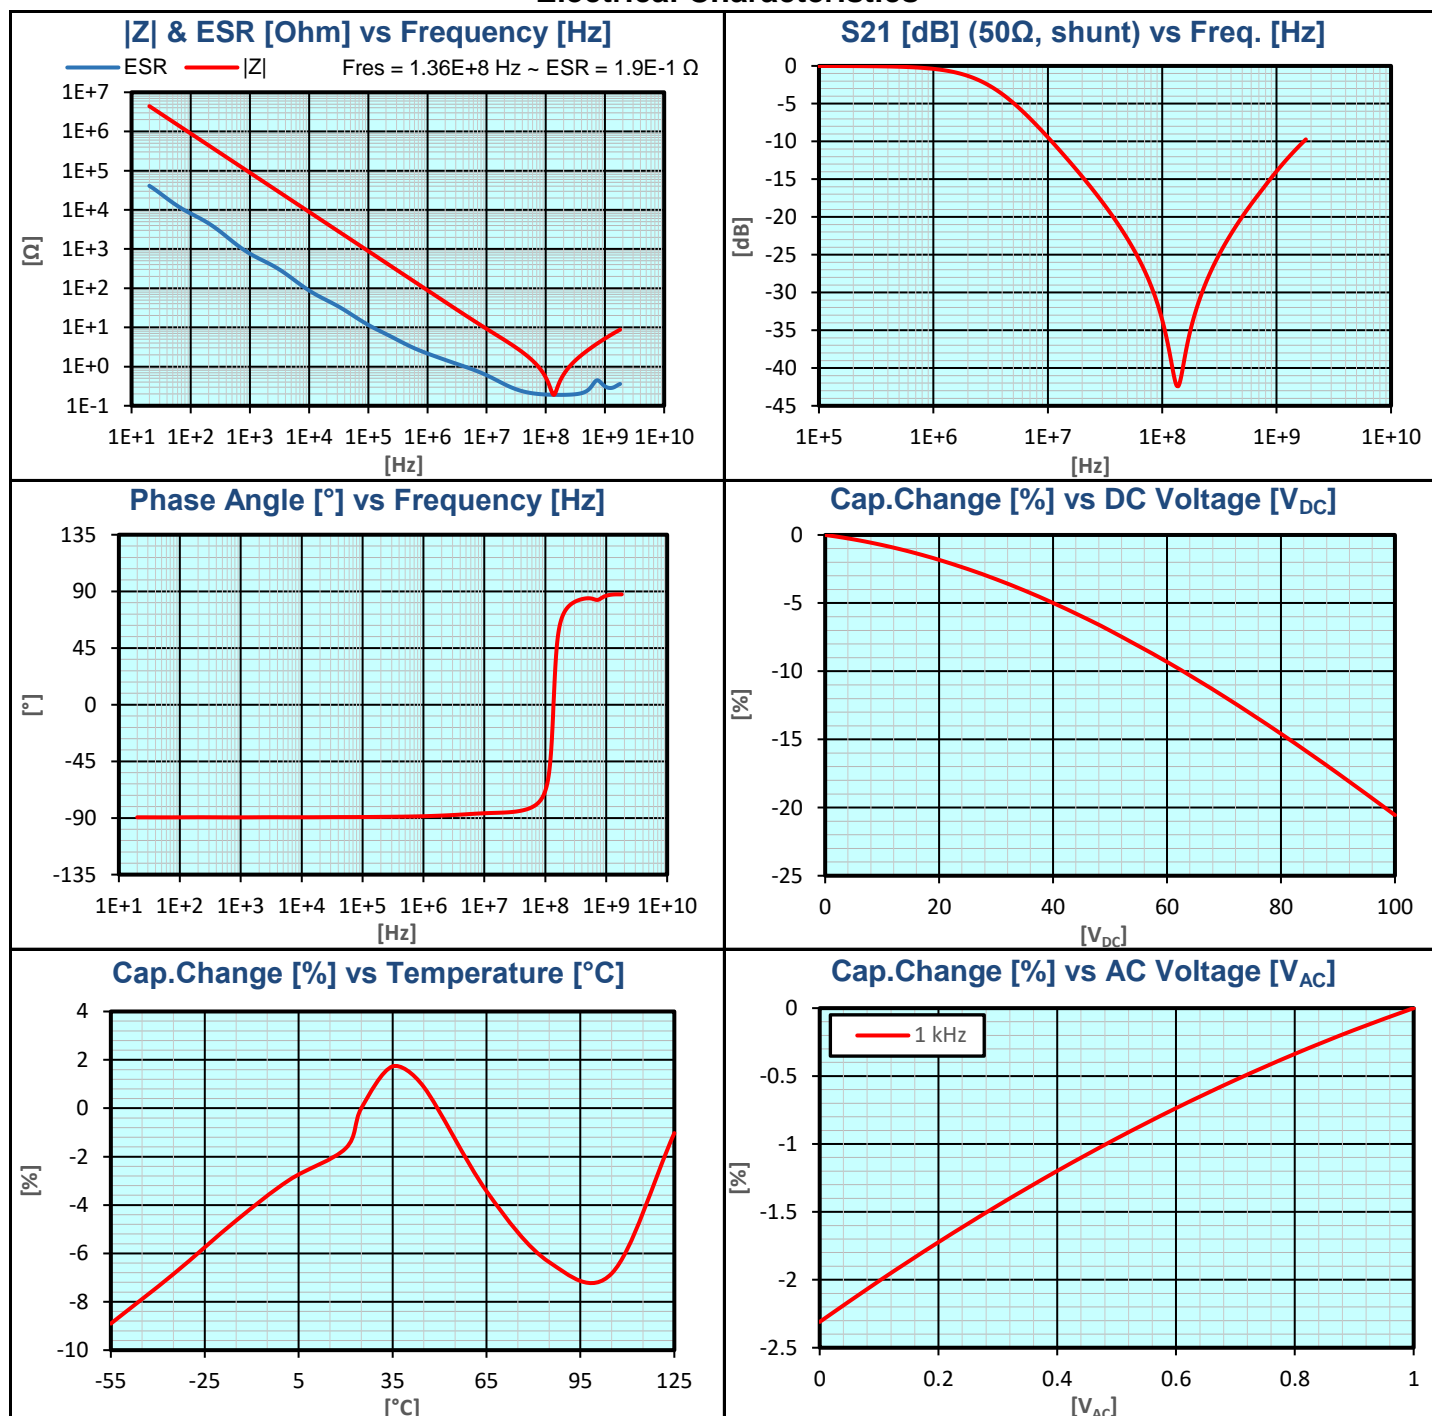 |Z| & ESR [Ohm] vs Frequency [Hz]
ESR |Z| Fres = 1.36E+8 Hz ~ ESR = 1.9E-1 Ω
1E+7
1E+6
1E+5
1E+4
1E+3
1E+2
1E+1
1E+0
1E-1
[Ω]
1E+1 1E+2 1E+3 1E+4 1E+5 1E+6 1E+7 1E+8 1E+9 1E+10
[Hz]
S21 [dB] (50Ω, shunt) vs Freq. [Hz]
0
-5
-10
-15
-20
-25
-30
-35
-40
-45
[dB]
1E+5 1E+6 1E+7 1E+8 1E+9 1E+10
[Hz]
Phase Angle [°] vs Frequency [Hz]
135
90
45
0
-45
-90
-135
[°]
1E+1 1E+2 1E+3 1E+4 1E+5 1E+6 1E+7 1E+8 1E+9 1E+10
[Hz]
Cap.Change [%] vs DC Voltage [VDC]
0
-5
-10
-15
-20
-25
[%]
0 20 40 60 80 100
[VDC]
Cap.Change [%] vs Temperature [°C]
4
2
0
-2
-4
-6
-8
-10
[%]
-55 -25 5 35 65 95 125
[°C]
Cap.Change [%] vs AC Voltage [VAC]
1 kHz
0
-0.5
-1
-1.5
-2
-2.5
[%]
0 0.2 0.4 0.6 0.8 1
[VAC]